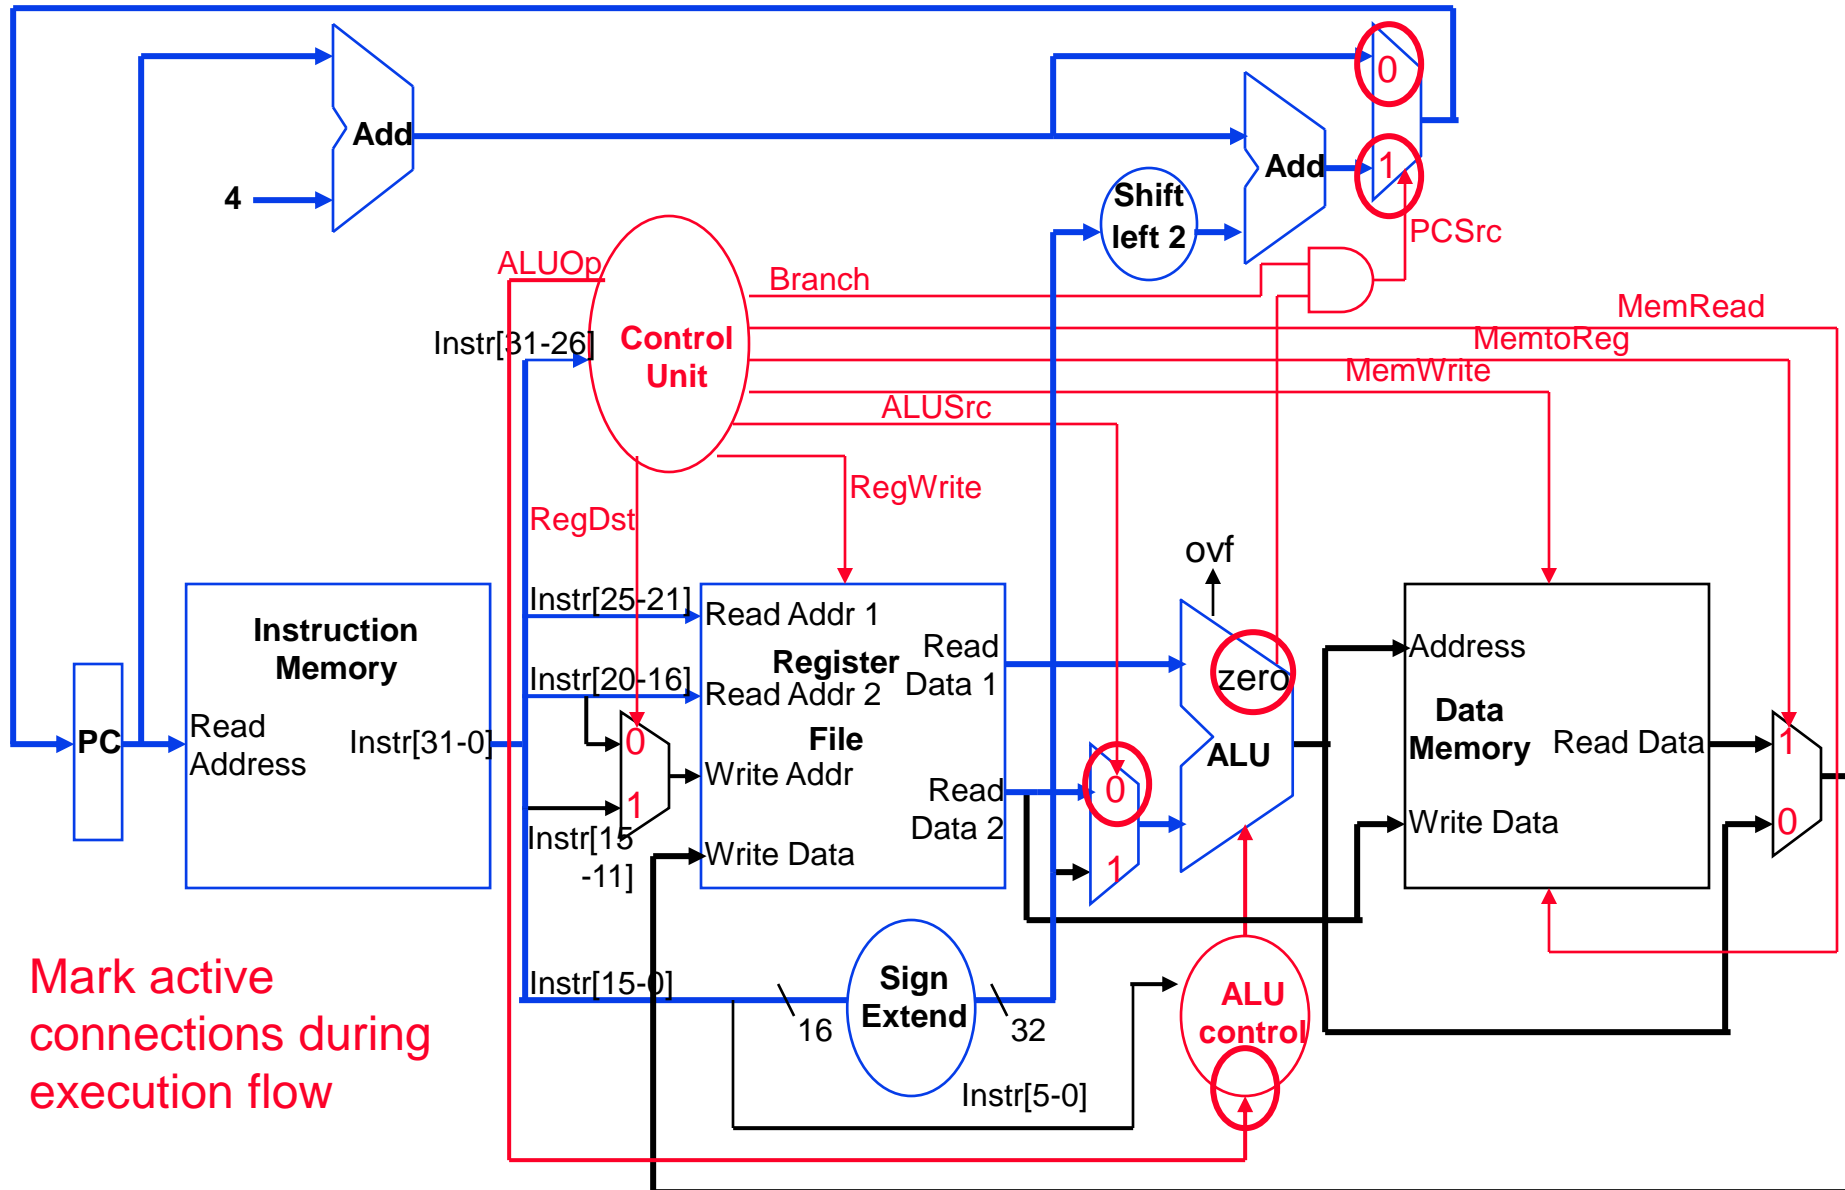 0
Add
1
Add
4
Shift
left 2
PCSrc
ALUOp
Branch
MemRead
Instr[31-26]
Control
Unit
MemtoReg
MemWrite
ALUSrc
RegWrite
RegDst
ovf
Instr[25-21]
Read Addr 1
Instruction
Memory
Register
Read
Data 1
Instr[20-16]
Read Addr 2
zero
Address
PC
Read
Address
Instr[31-0]
0
File
Write Addr
ALU
Data
Memory
Read Data
1
1
Read
Data 2
0
Write Data
0
Instr[15
-11]
Write Data
1
Mark active
connections during
execution flow
Instr[15-0]
16
Sign
Extend
32
ALU
control
Instr[5-0]